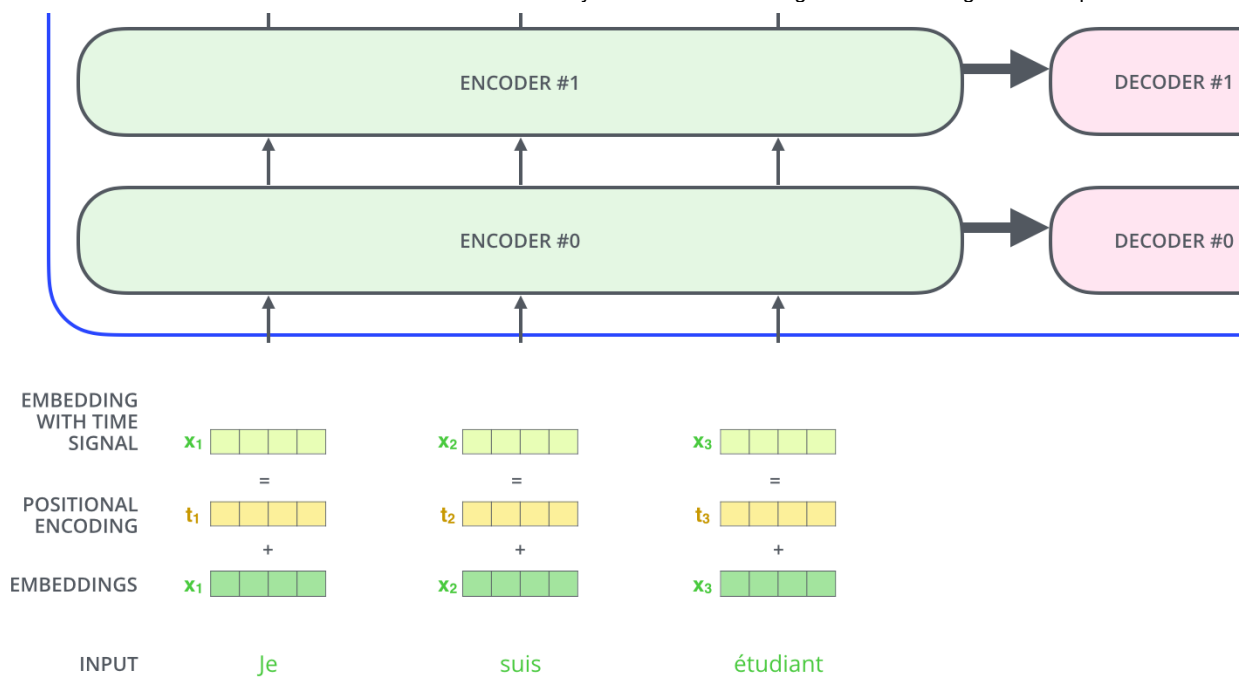 ENCODER #1
DECODER #1
ENCODER #0
DECODER #0
EMBEDDING
WITH TIME
SIGNAL
x₁
x₂
x₃
=
=
=
POSITIONAL
ENCODING
t₁
t₂
t₃
+
+
+
EMBEDDINGS
x₁
x₂
x₃
INPUT
Je
suis
étudiant